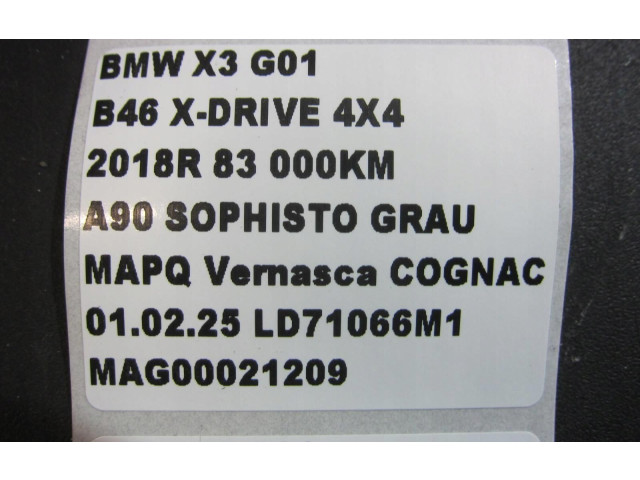 BMW X3 G01
B46 X-DRIVE 4X4
2018R 83 000KM
A90 SOPHISTO GRAU
MAPQ Vernasca COGNAC
01.02.25 LD71066M1
MAG00021209